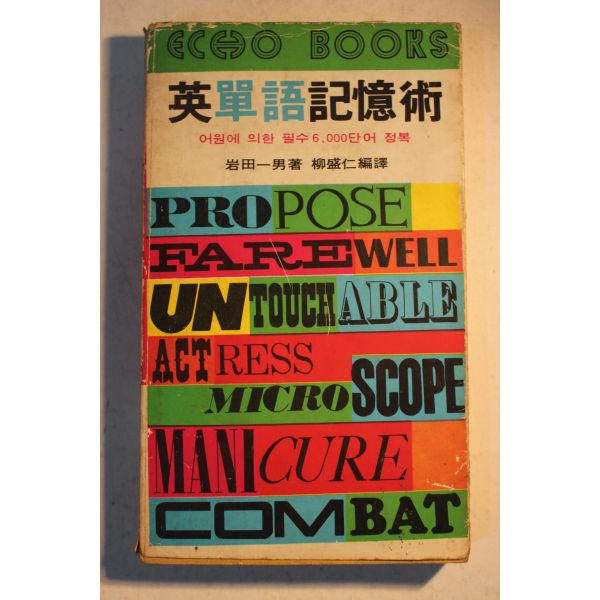 ECHO BOOKS
英單語記憶術
어원에 의한 필수 6,000단어 정복
岩田一男著 柳盛仁編譯
PROPOSE
FAREWELL
UNTOUCHABLE
ACTRESS
MICROSCOPE
MANICURE
COMBAT